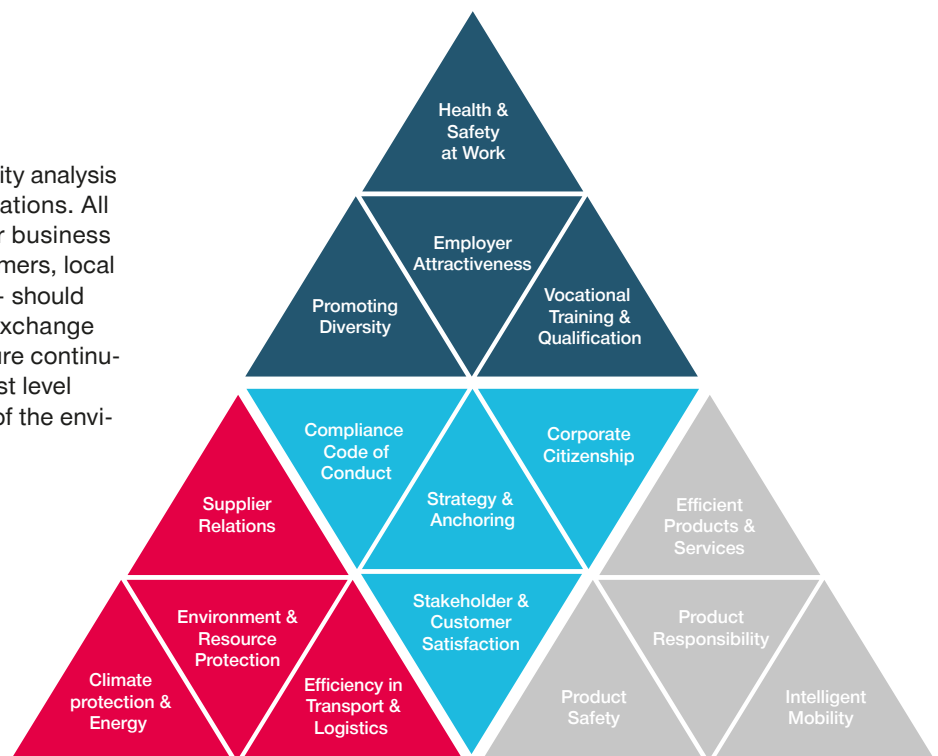 ity analysis
ations. All
r business
mers, local
- should
xchange
ure continu-
st level
of the envi-
Health &
Safety
at Work
Employer
Attractiveness
Promoting
Diversity
Vocational
Training &
Qualification
Compliance
Code of
Conduct
Corporate
Citizenship
Strategy &
Anchoring
Supplier
Relations
Efficient
Products &
Services
Stakeholder &
Customer
Satisfaction
Environment &
Resource
Protection
Product
Responsibility
Climate
protection &
Energy
Efficiency in
Transport &
Logistics
Product
Safety
Intelligent
Mobility